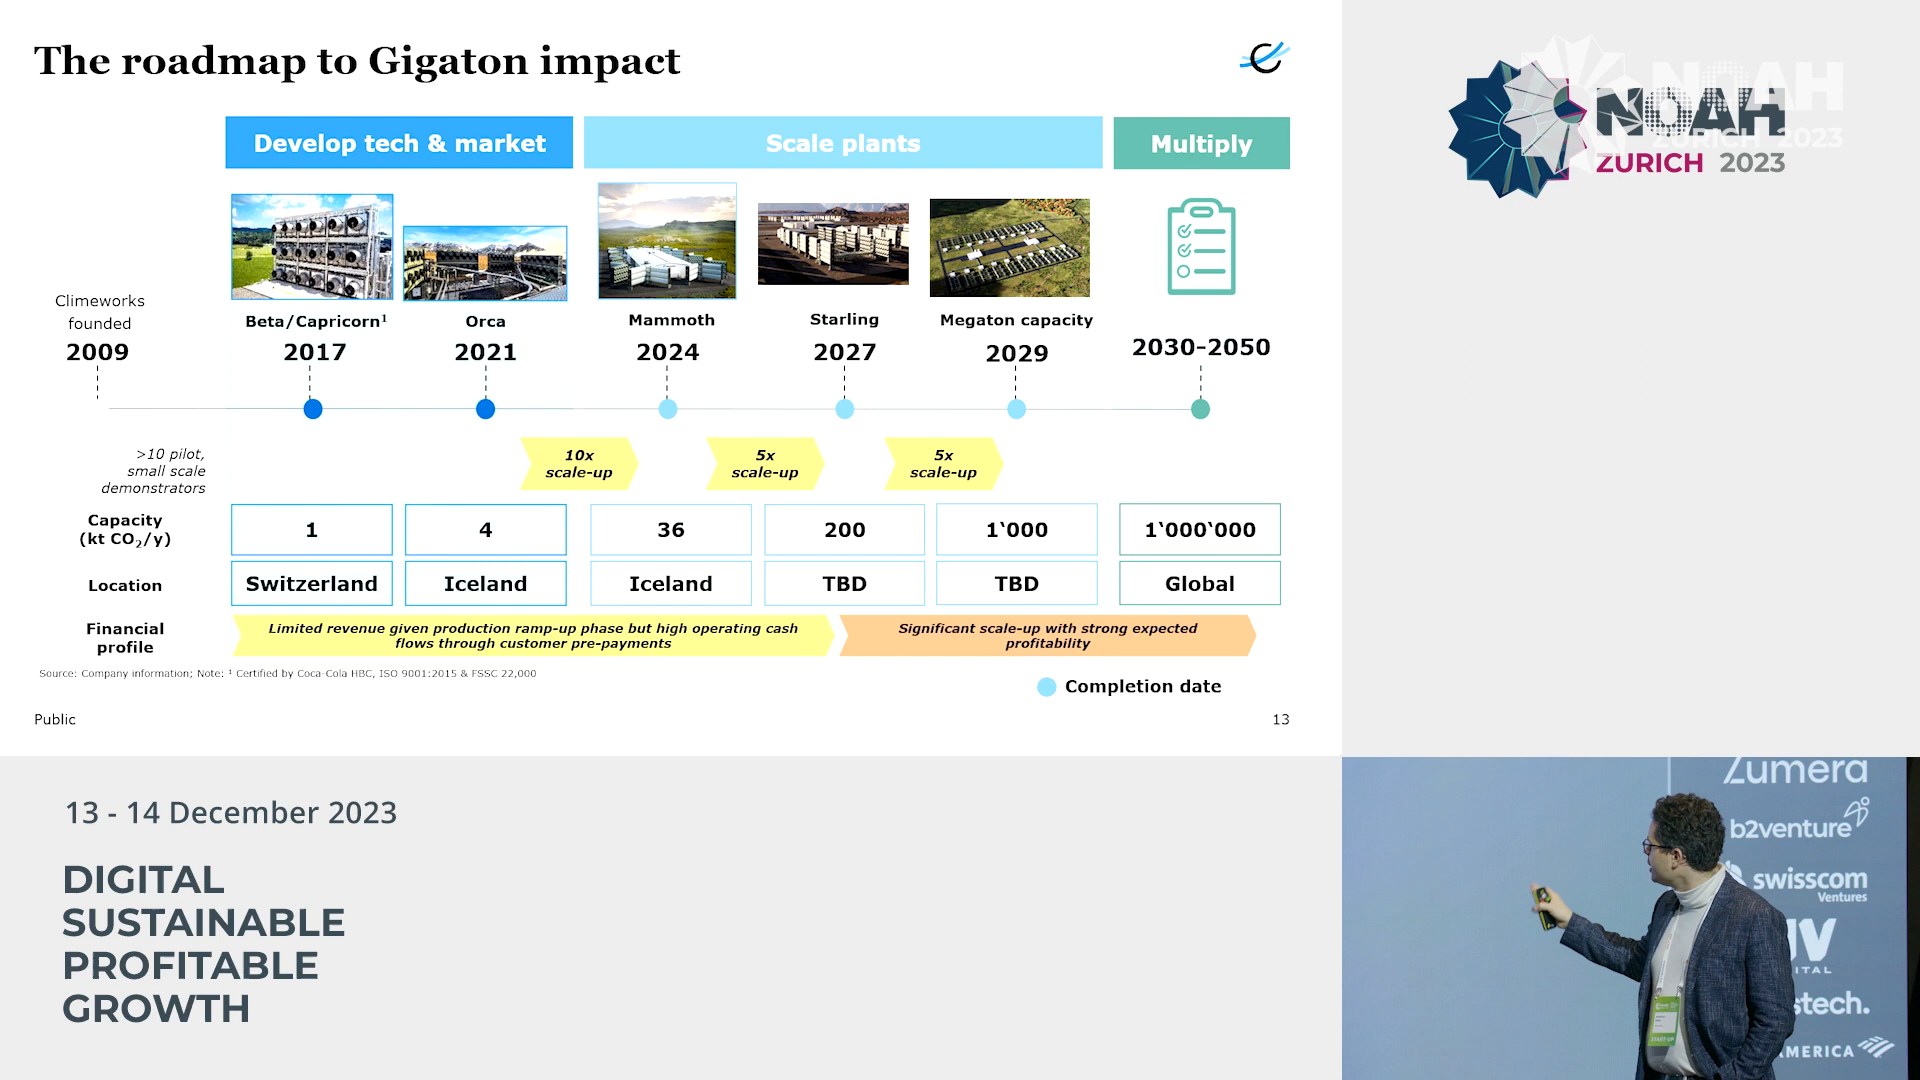 The roadmap to Gigaton impact
Develop tech & market
Scale plants
Multiply
Climeworks
founded
2009
Beta/Capricorn¹
2017
Orca
2021
Mammoth
2024
Starling
2027
Megaton capacity
2029
2030-2050
>10 pilot,
small scale
demonstrators
10x
scale-up
5x
scale-up
5x
scale-up
Capacity
(kt CO₂/y)
1
4
36
200
1‘000
1‘000‘000
Location
Switzerland
Iceland
Iceland
TBD
TBD
Global
Financial
profile
Limited revenue given production ramp-up phase but high operating cash
flows through customer pre-payments
Significant scale-up with strong expected
profitability
Source: Company information; Note: ¹ Certified by Coca-Cola HBC, ISO 9001:2015 & FSSC 22,000
Completion date
Public
13
NOAH
ZURICH 2023
NOAH
ZURICH 2023
13 - 14 December 2023
DIGITAL
SUSTAINABLE
PROFITABLE
GROWTH
Zumera
b2venture
swisscom
Ventures
stech.
AMERICA